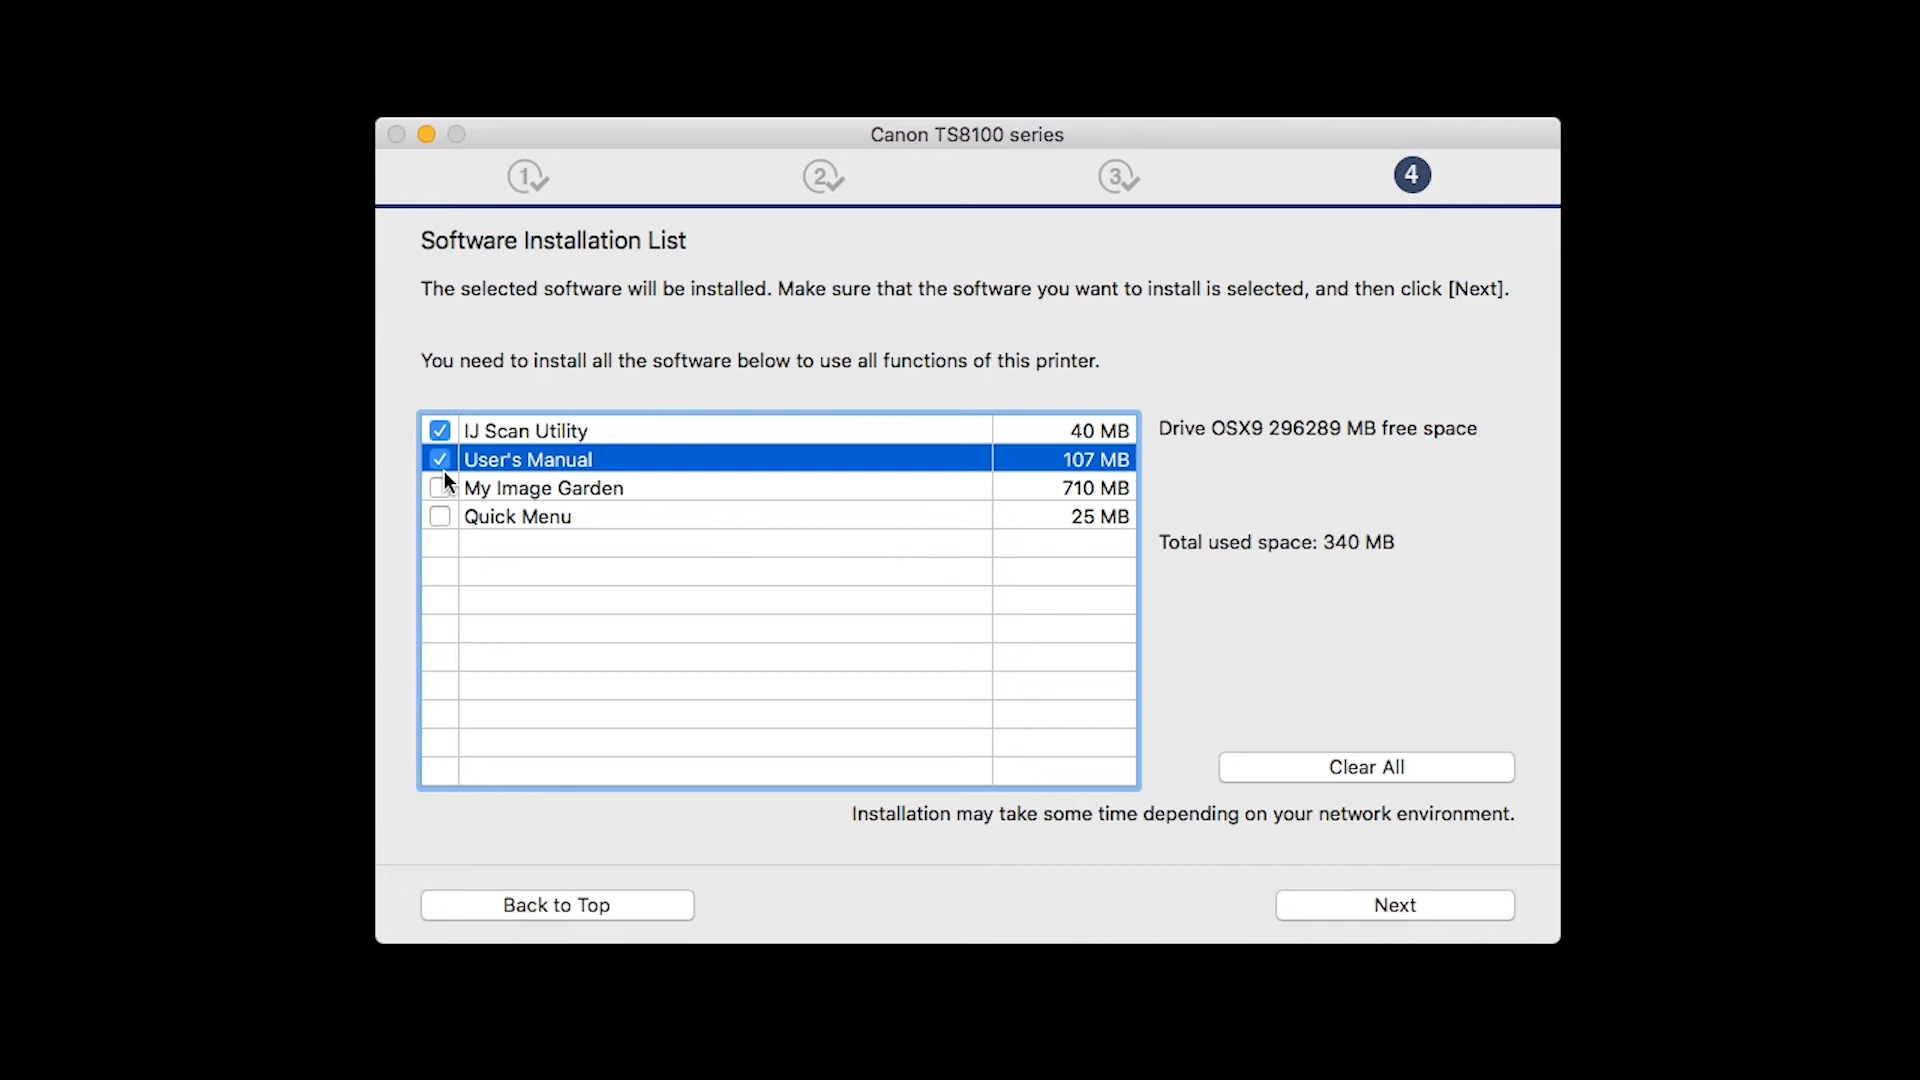 Canon TS8100 series
1 2 3 4
Software Installation List
The selected software will be installed. Make sure that the software you want to install is selected, and then click [Next].
You need to install all the software below to use all functions of this printer.
IJ Scan Utility 40 MB
User's Manual 107 MB
My Image Garden 710 MB
Quick Menu 25 MB
Drive OSX9 296289 MB free space
Total used space: 340 MB
Clear All
Installation may take some time depending on your network environment.
Back to Top
Next